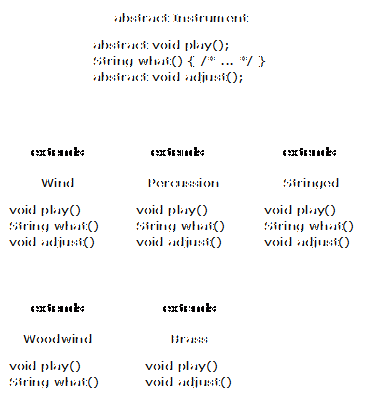 abstract Instrument
abstract void play();
String what() { /* ... */ }
abstract void adjust();
extends extends extends
Wind Percussion Stringed
void play() void play() void play()
String what() String what() String what()
void adjust() void adjust() void adjust()
extends extends
Woodwind Brass
void play() void play()
String what() void adjust()